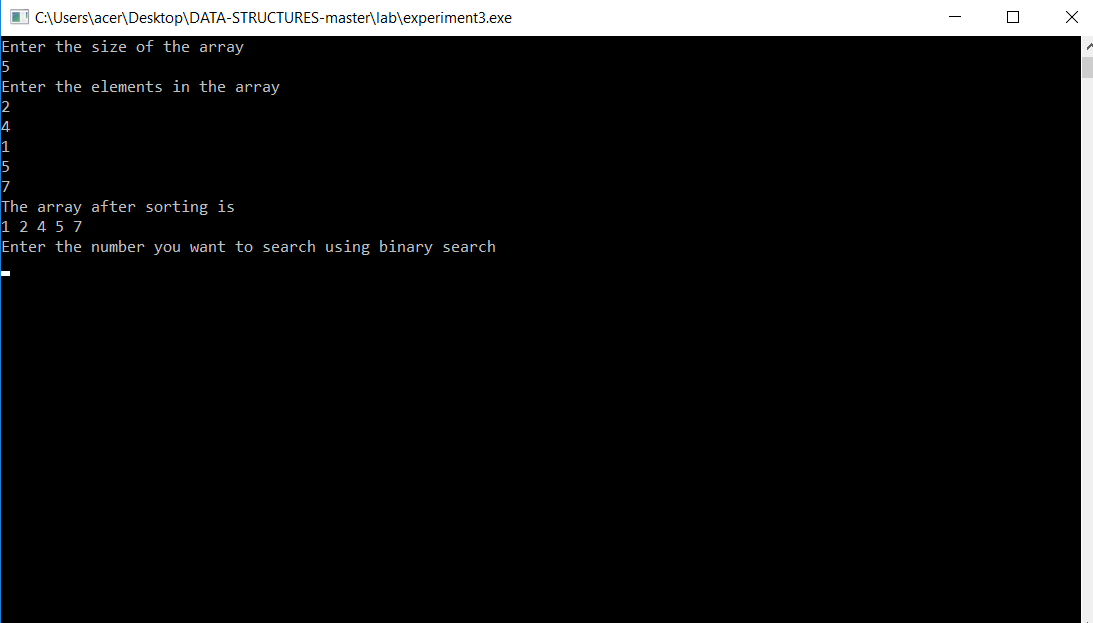 C:\Users\acer\Desktop\DATA-STRUCTURES-master\lab\experiment3.exe
Enter the size of the array
5
Enter the elements in the array
2
4
1
5
7
The array after sorting is
1 2 4 5 7
Enter the number you want to search using binary search